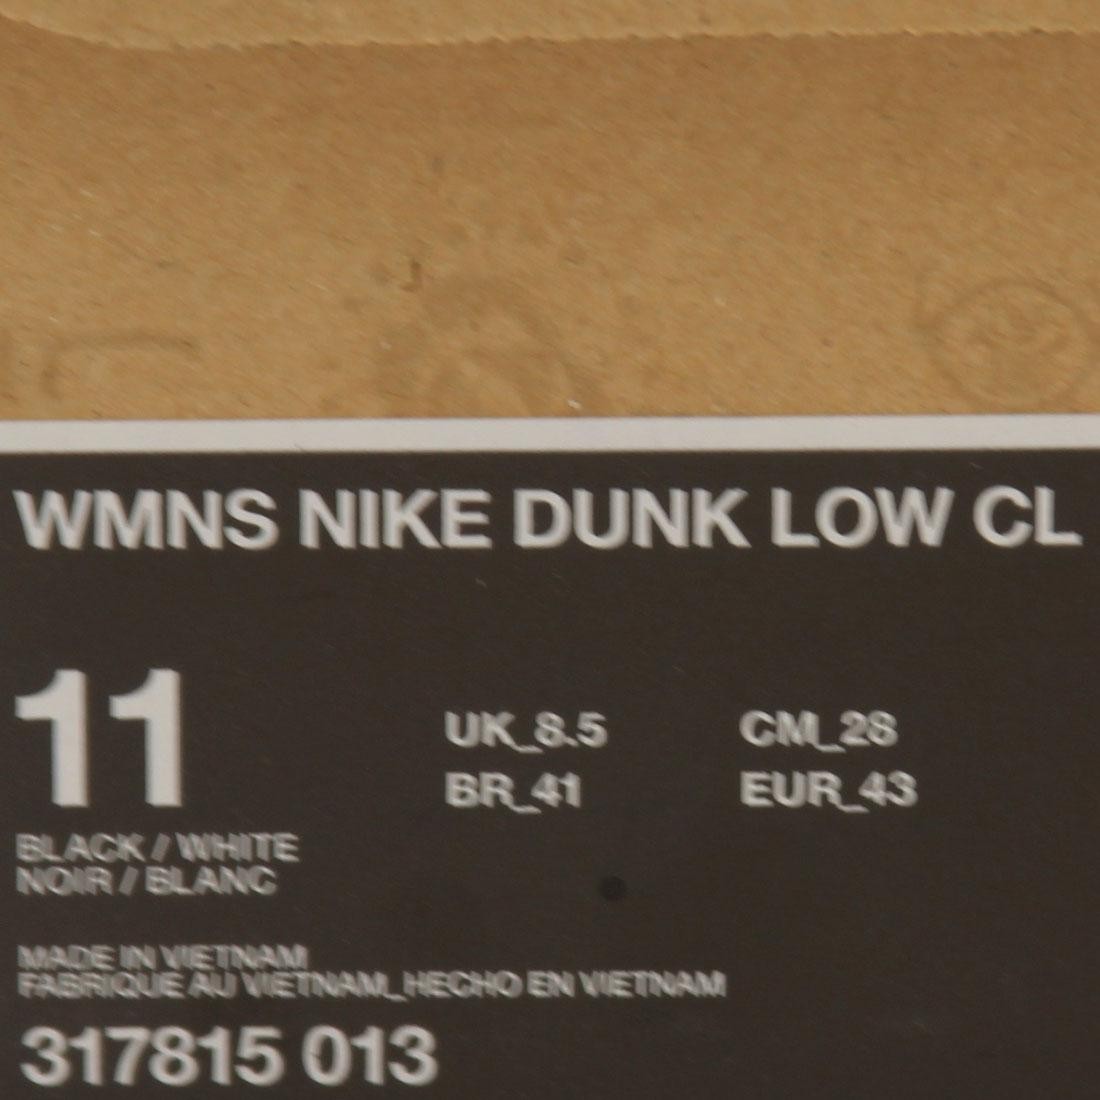 WMNS NIKE DUNK LOW CL
11
UK_8.5 CM_28
BR_41 EUR_43
BLACK / WHITE
NOIR / BLANC
MADE IN VIETNAM
FABRIQUE AU VIETNAM_HECHO EN VIETNAM
317815 013